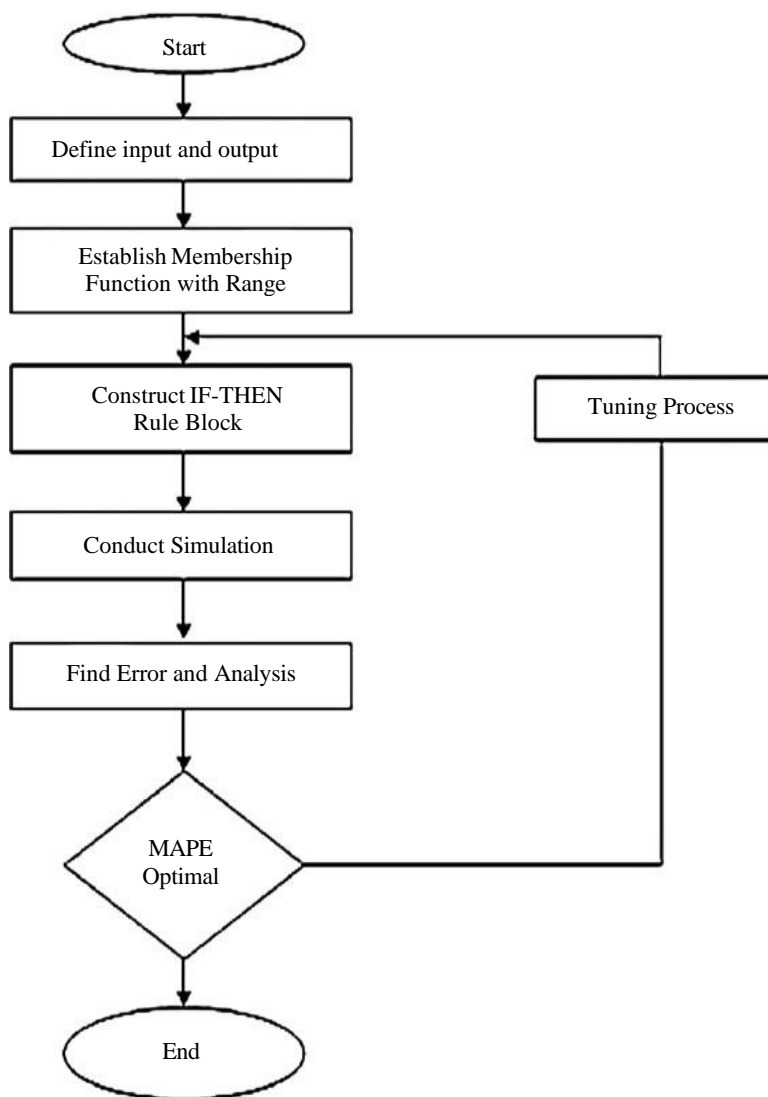 Start
Define input and output
Establish Membership
Function with Range
Construct IF-THEN
Rule Block
Tuning Process
Conduct Simulation
Find Error and Analysis
MAPE
Optimal
End